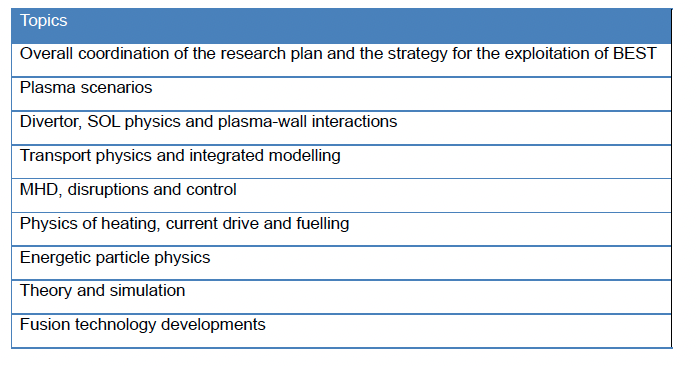 Topics
Overall coordination of the research plan and the strategy for the exploitation of BEST
Plasma scenarios
Divertor, SOL physics and plasma-wall interactions
Transport physics and integrated modelling
MHD, disruptions and control
Physics of heating, current drive and fuelling
Energetic particle physics
Theory and simulation
Fusion technology developments